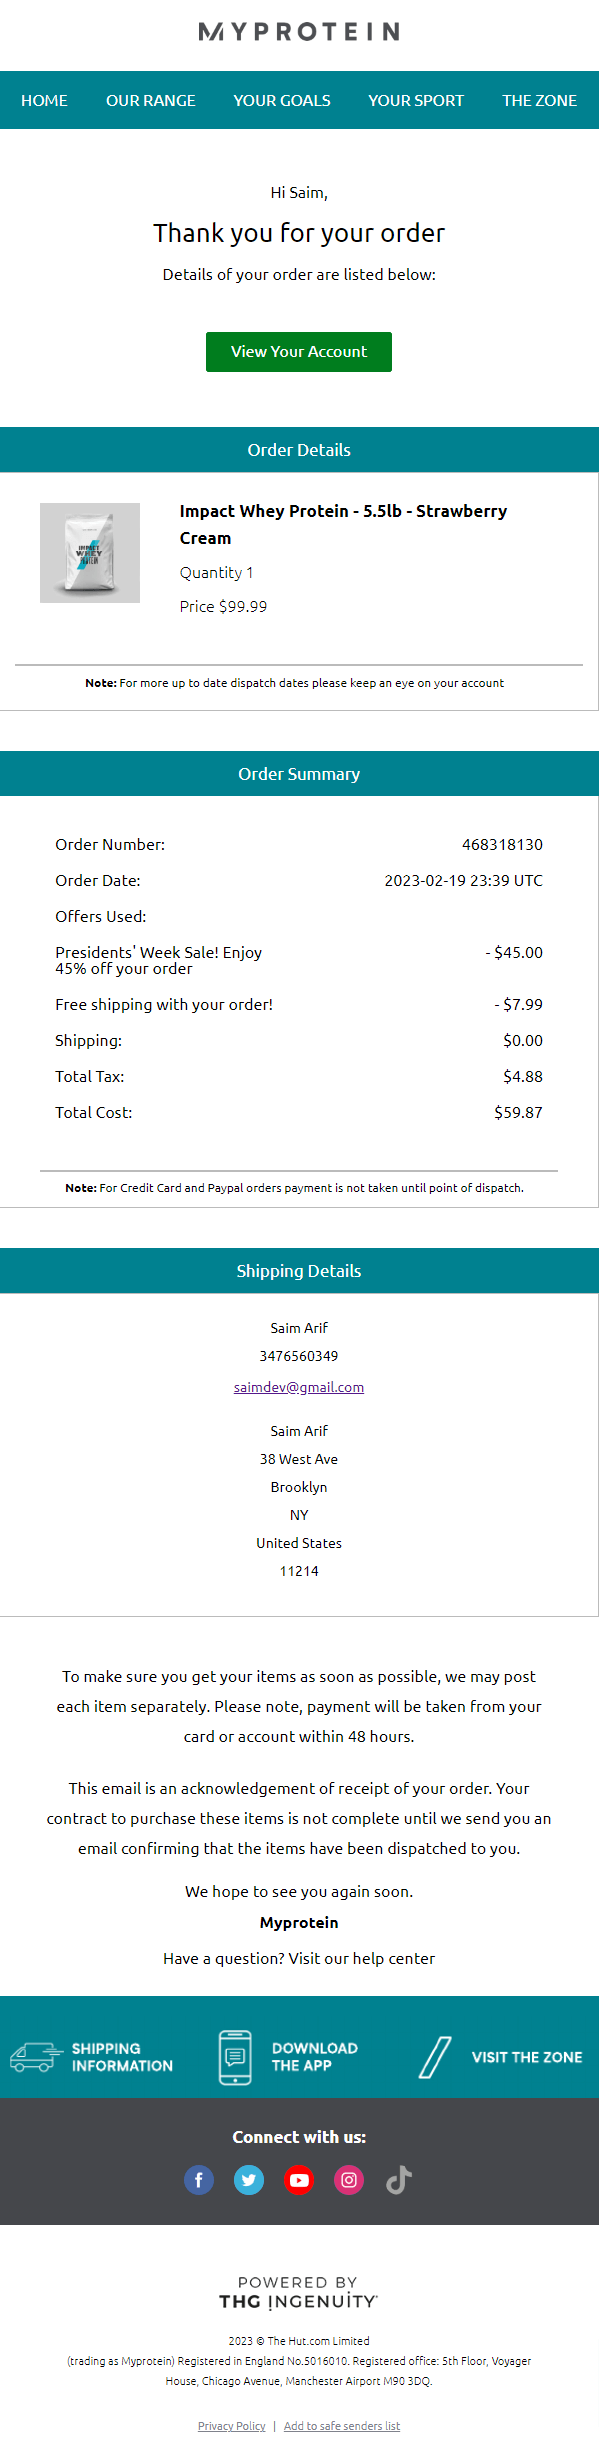 MYPROTEIN
HOME OUR RANGE YOUR GOALS YOUR SPORT THE ZONE
Hi Saim,
Thank you for your order
Details of your order are listed below:
View Your Account
Order Details
IMPACT
WHEY
PROTEIN
Impact Whey Protein - 5.5lb - Strawberry
Cream
Quantity 1
Price $99.99
Note: For more up to date dispatch dates please keep an eye on your account
Order Summary
Order Number: 468318130
Order Date: 2023-02-19 23:39 UTC
Offers Used:
Presidents' Week Sale! Enjoy - $45.00
45% off your order
Free shipping with your order! - $7.99
Shipping: $0.00
Total Tax: $4.88
Total Cost: $59.87
Note: For Credit Card and Paypal orders payment is not taken until point of dispatch.
Shipping Details
Saim Arif
3476560349
saimdev@gmail.com
Saim Arif
38 West Ave
Brooklyn
NY
United States
11214
To make sure you get your items as soon as possible, we may post
each item separately. Please note, payment will be taken from your
card or account within 48 hours.
This email is an acknowledgement of receipt of your order. Your
contract to purchase these items is not complete until we send you an
email confirming that the items have been dispatched to you.
We hope to see you again soon.
Myprotein
Have a question? Visit our help center
SHIPPING
INFORMATION
DOWNLOAD
THE APP
VISIT THE ZONE
Connect with us:
POWERED BY
THG INGENUITY
2023 © The Hut.com Limited
(trading as Myprotein) Registered in England No.5016010. Registered office: 5th Floor, Voyager
House, Chicago Avenue, Manchester Airport M90 3DQ.
Privacy Policy | Add to safe senders list